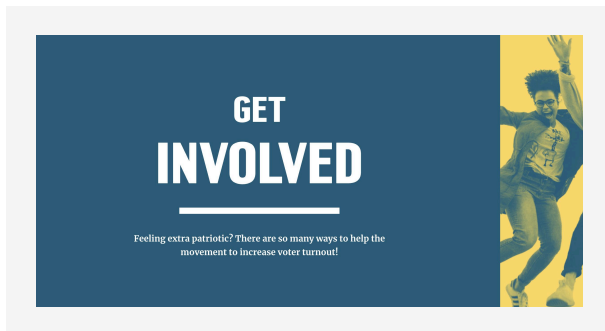 GET
INVOLVED
Feeling extra patriotic? There are so many ways to help the
movement to increase voter turnout!